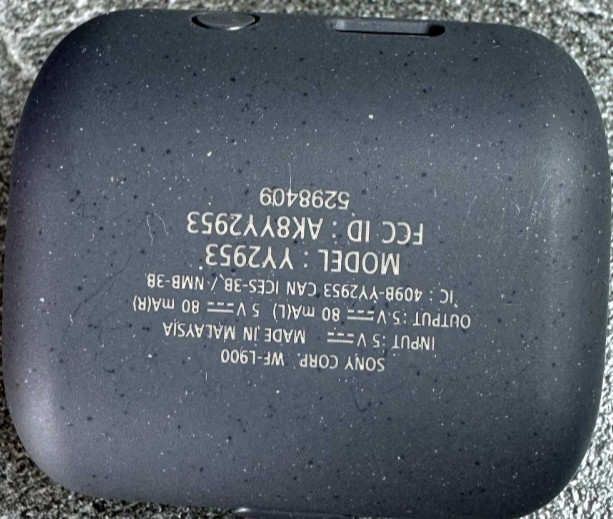 SONY CORP. WF-L900
INPUT : 5 V⎓ MADE IN MALAYSIA
OUTPUT : 5 V⎓ 80 mA(L) 5 V⎓ 80 mA(R)
IC : 409B-YY2953 CAN ICES-3B / NMB-3B
MODEL : YY2953
FCC ID : AK8YY2953
5298409